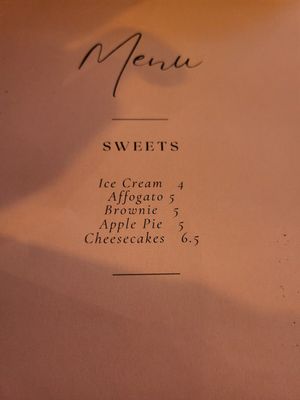 Menu
SWEETS
Ice Cream 4
Affogato 5
Brownie 5
Apple Pie 5
Cheesecakes 6.5